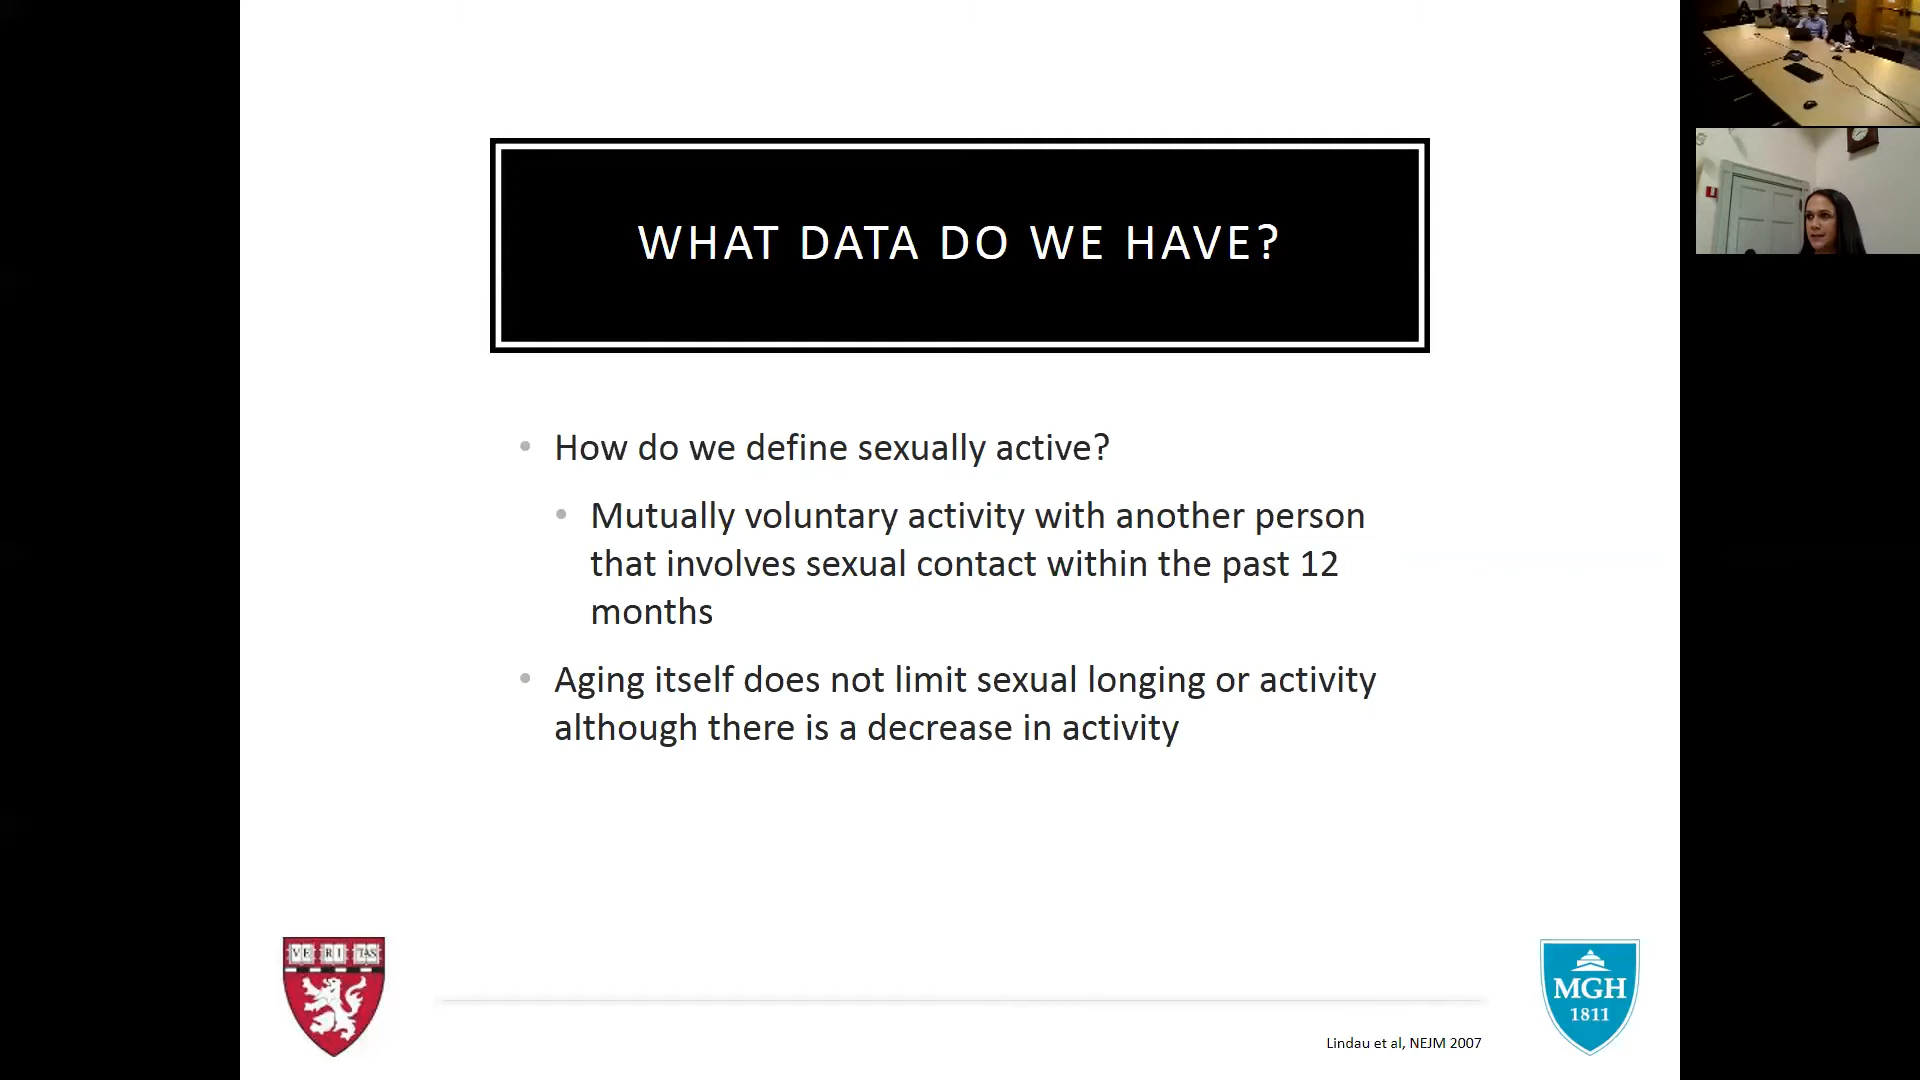 WHAT DATA DO WE HAVE?
• How do we define sexually active?
• Mutually voluntary activity with another person
that involves sexual contact within the past 12
months
• Aging itself does not limit sexual longing or activity
although there is a decrease in activity
VE RI TAS
MGH
1811
Lindau et al, NEJM 2007